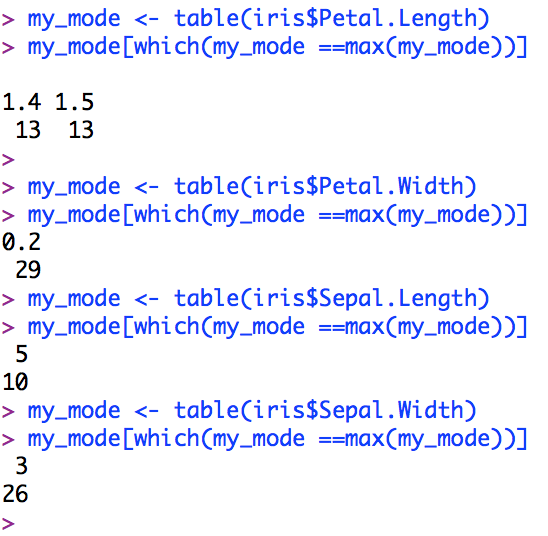 > my_mode <- table(iris$Petal.Length)
> my_mode[which(my_mode ==max(my_mode))]

1.4 1.5
 13  13
>
> my_mode <- table(iris$Petal.Width)
> my_mode[which(my_mode ==max(my_mode))]
0.2
 29
> my_mode <- table(iris$Sepal.Length)
> my_mode[which(my_mode ==max(my_mode))]
 5
10
> my_mode <- table(iris$Sepal.Width)
> my_mode[which(my_mode ==max(my_mode))]
 3
26
>